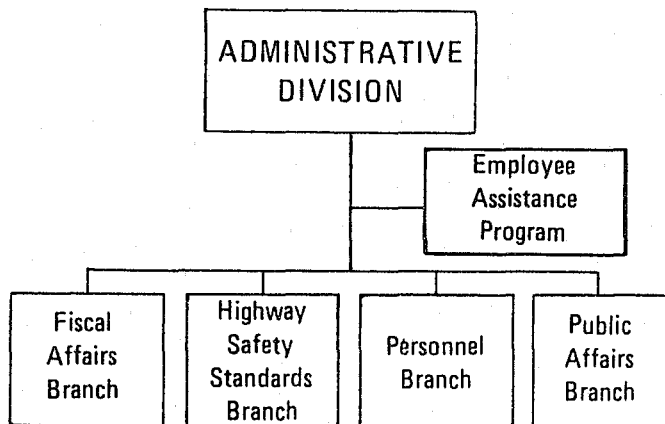 ADMINISTRATIVE
DIVISION
Employee
Assistance
Program
Fiscal
Affairs
Branch
Highway
Safety
Standards
Branch
Personnel
Branch
Public
Affairs
Branch